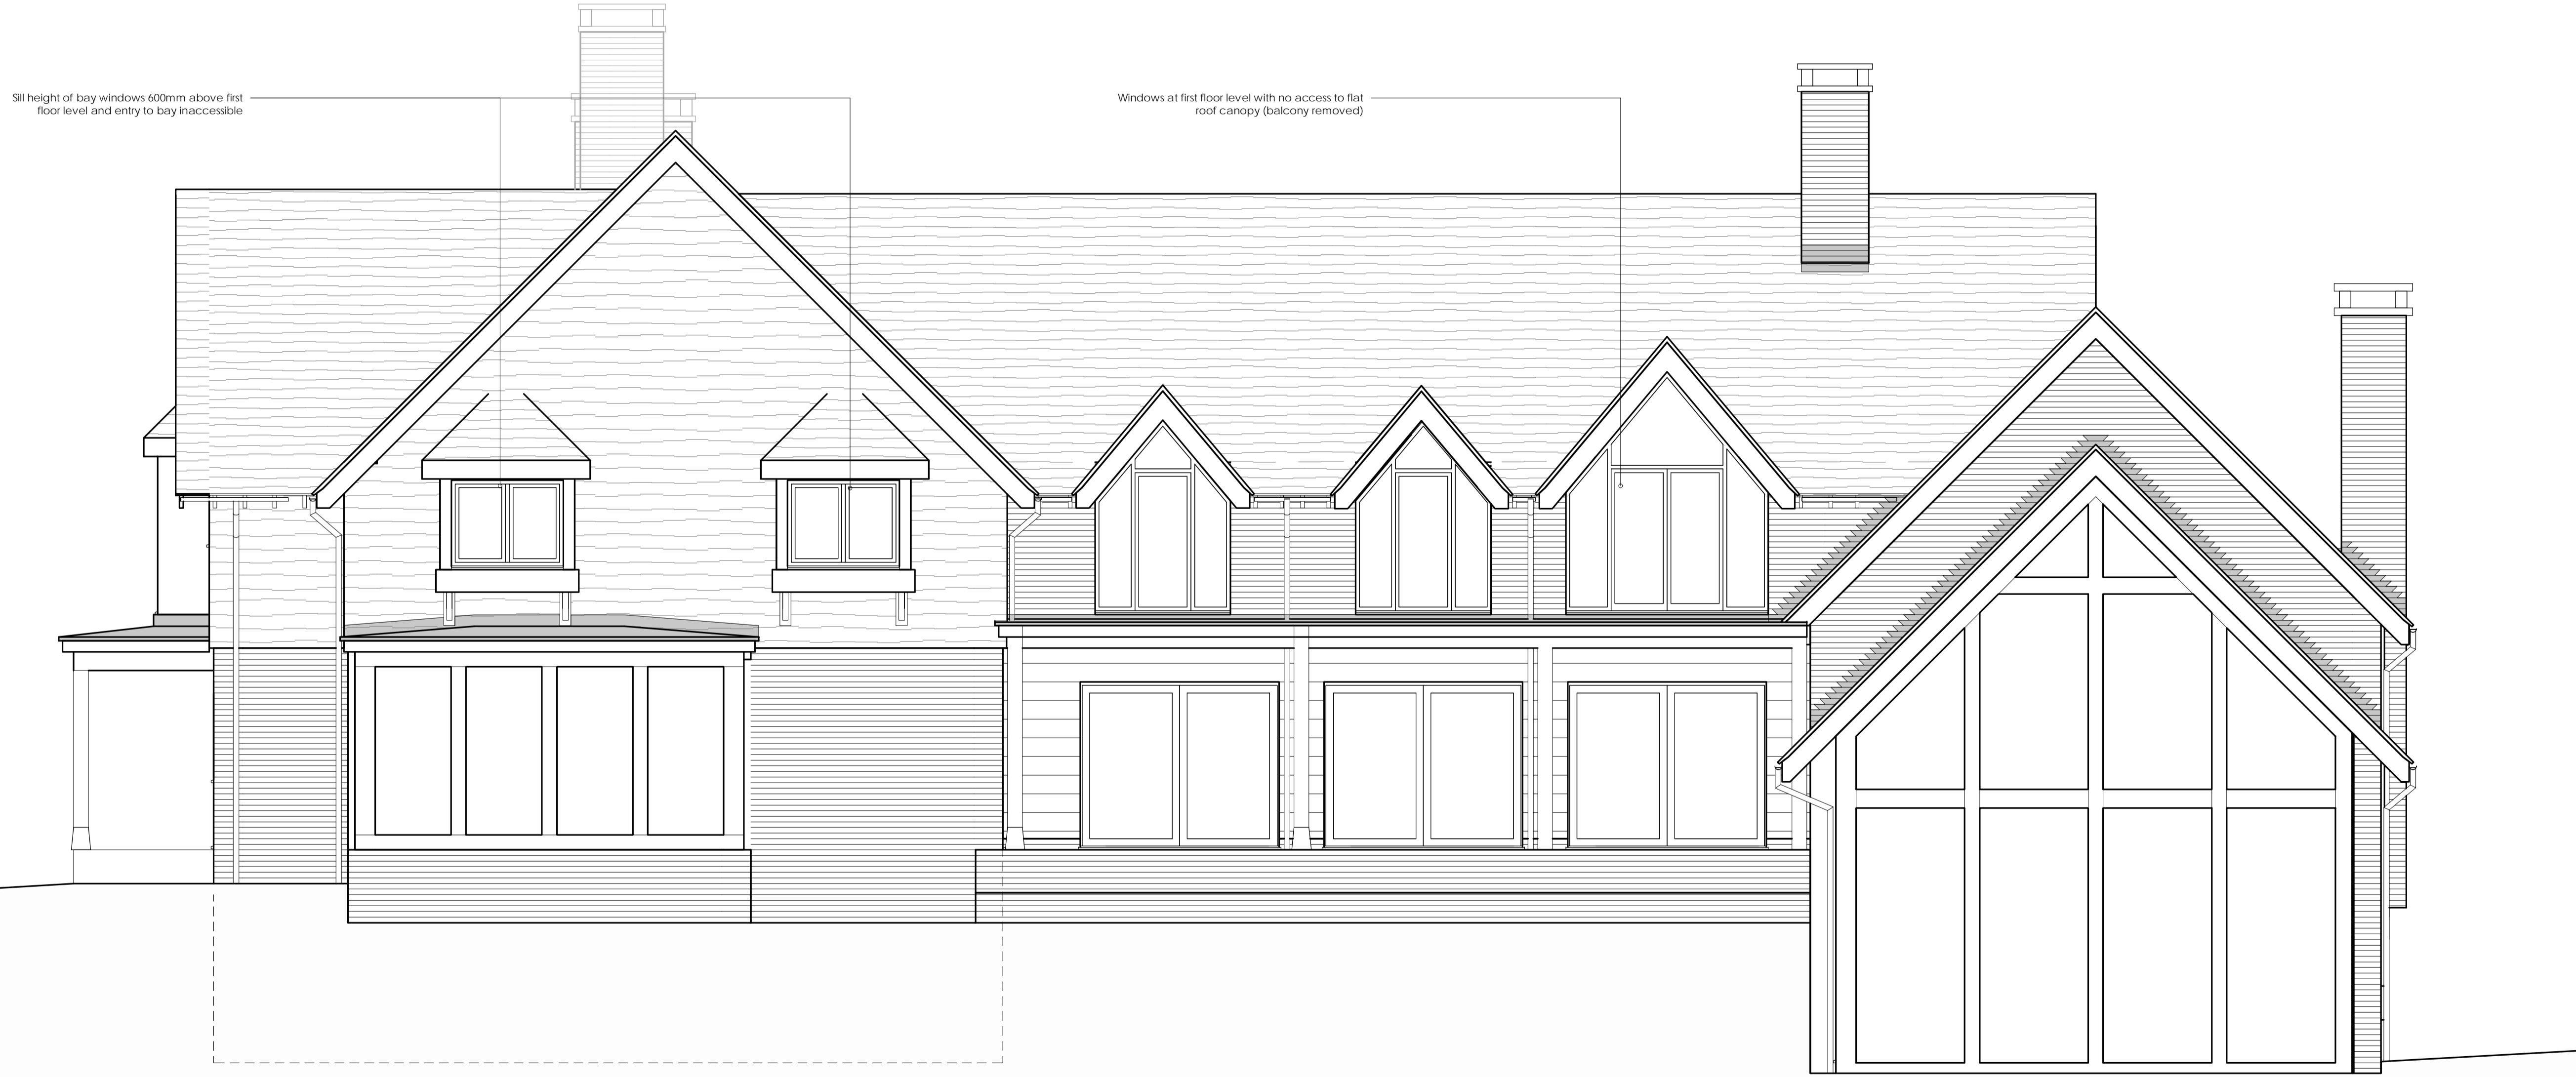 Sill height of bay windows 600mm above first
floor level and entry to bay inaccessible
Windows at first floor level with no access to flat
roof canopy (balcony removed)